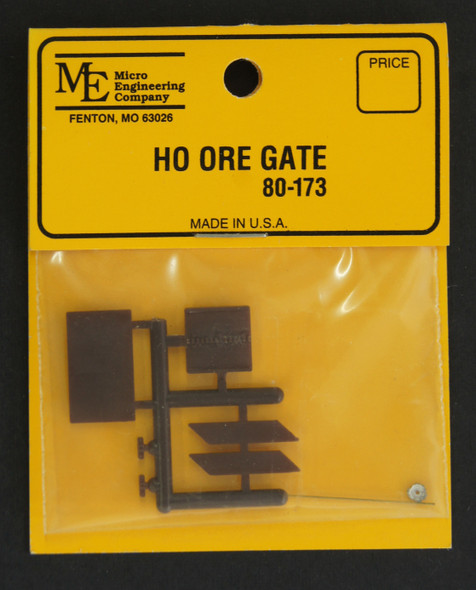 ME Micro
Engineering
Company
FENTON, MO 63026
PRICE
HO ORE GATE
80-173
MADE IN U.S.A.